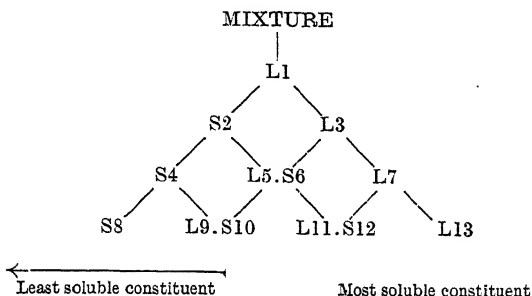 MIXTURE
L1
S2 L3
S4 L5.S6 L7
S8 L9.S10 L11.S12 L13
Least soluble constituent Most soluble constituent